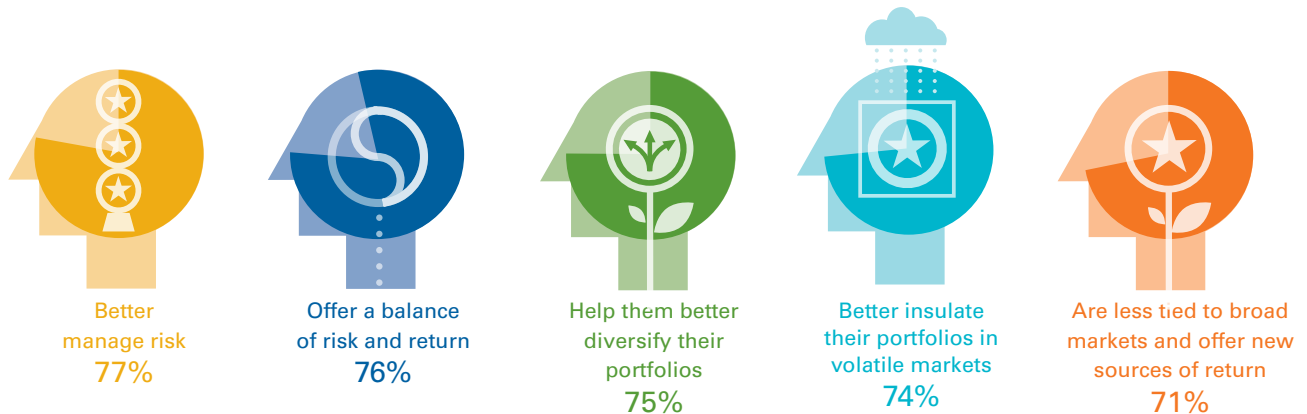 Better
manage risk
77%
Offer a balance
of risk and return
76%
Help them better
diversify their
portfolios
75%
Better insulate
their portfolios in
volatile markets
74%
Are less tied to broad
markets and offer new
sources of return
71%